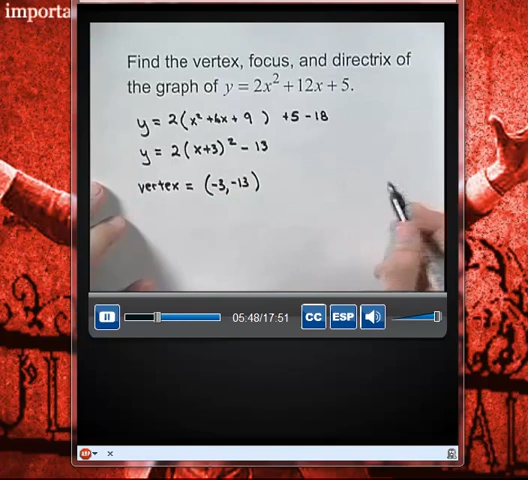 importa
Find the vertex, focus, and directrix of
the graph of y = 2x² + 12x + 5.
y = 2(x² + 6x + 9 ) + 5 - 18
y = 2(x+3)² - 13
vertex = (-3, -13)
05:48/17:51
CC
ESP